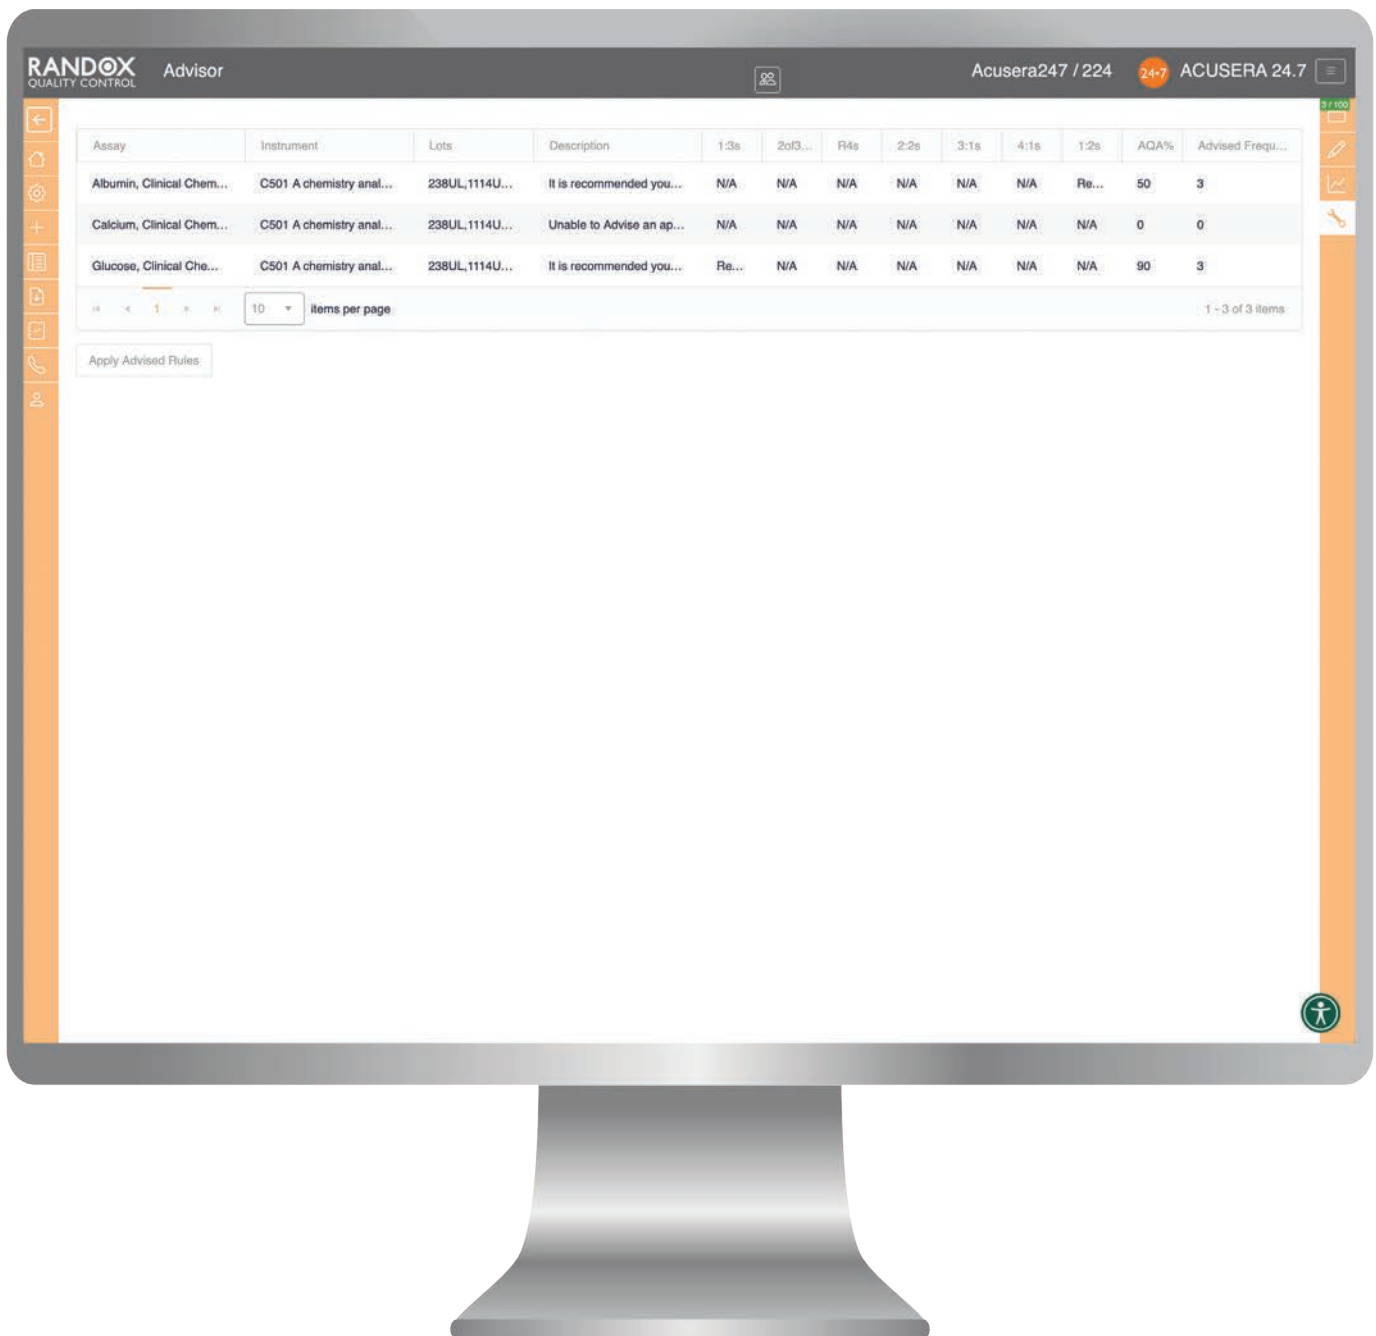 RANDOX Advisor Acusera247 / 224 24•7 ACUSERA 24.7
QUALITY CONTROL
3 / 100
Assay Instrument Lots Description 1:3s 2of3... R4s 2:2s 3:1s 4:1s 1:2s AQA% Advised Frequ...
Albumin, Clinical Chem... C501 A chemistry anal... 238UL,1114U... It is recommended you... N/A N/A N/A N/A N/A N/A Re... 50 3
Calcium, Clinical Chem... C501 A chemistry anal... 238UL,1114U... Unable to Advise an ap... N/A N/A N/A N/A N/A N/A N/A 0 0
Glucose, Clinical Che... C501 A chemistry anal... 238UL,1114U... It is recommended you... Re... N/A N/A N/A N/A N/A N/A 90 3
1 10 items per page 1 - 3 of 3 items
Apply Advised Rules